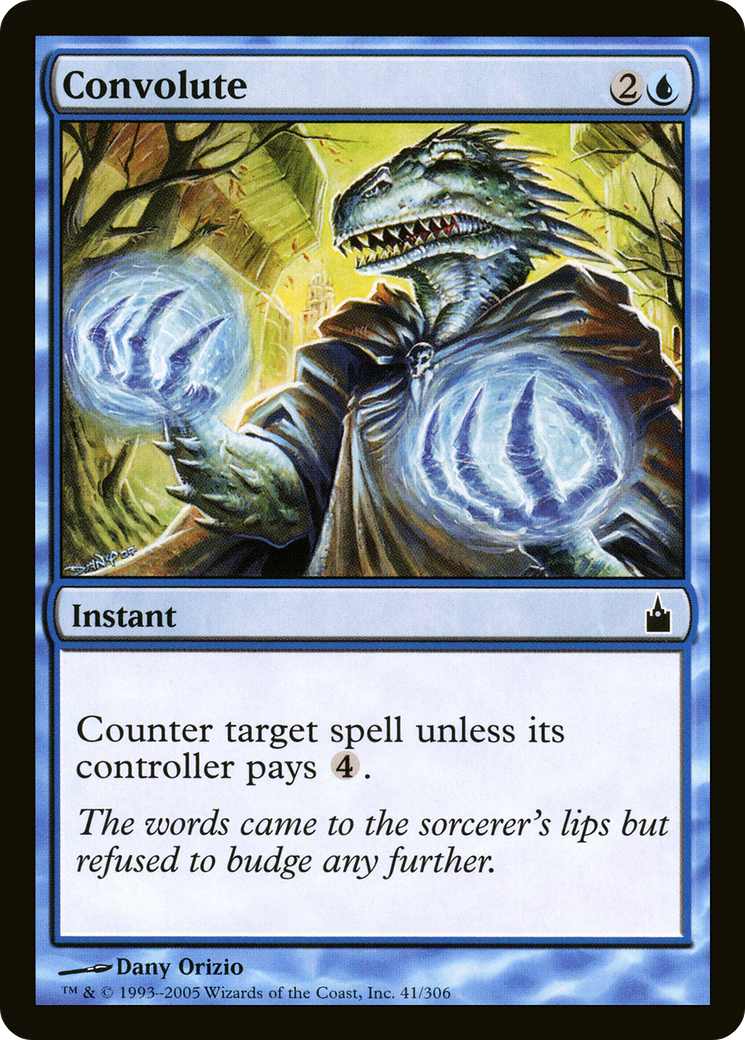 Convolute 2
Instant
Counter target spell unless its
controller pays 4.
The words came to the sorcerer's lips but
refused to budge any further.
Dany Orizio
™ & © 1993–2005 Wizards of the Coast, Inc. 41/306